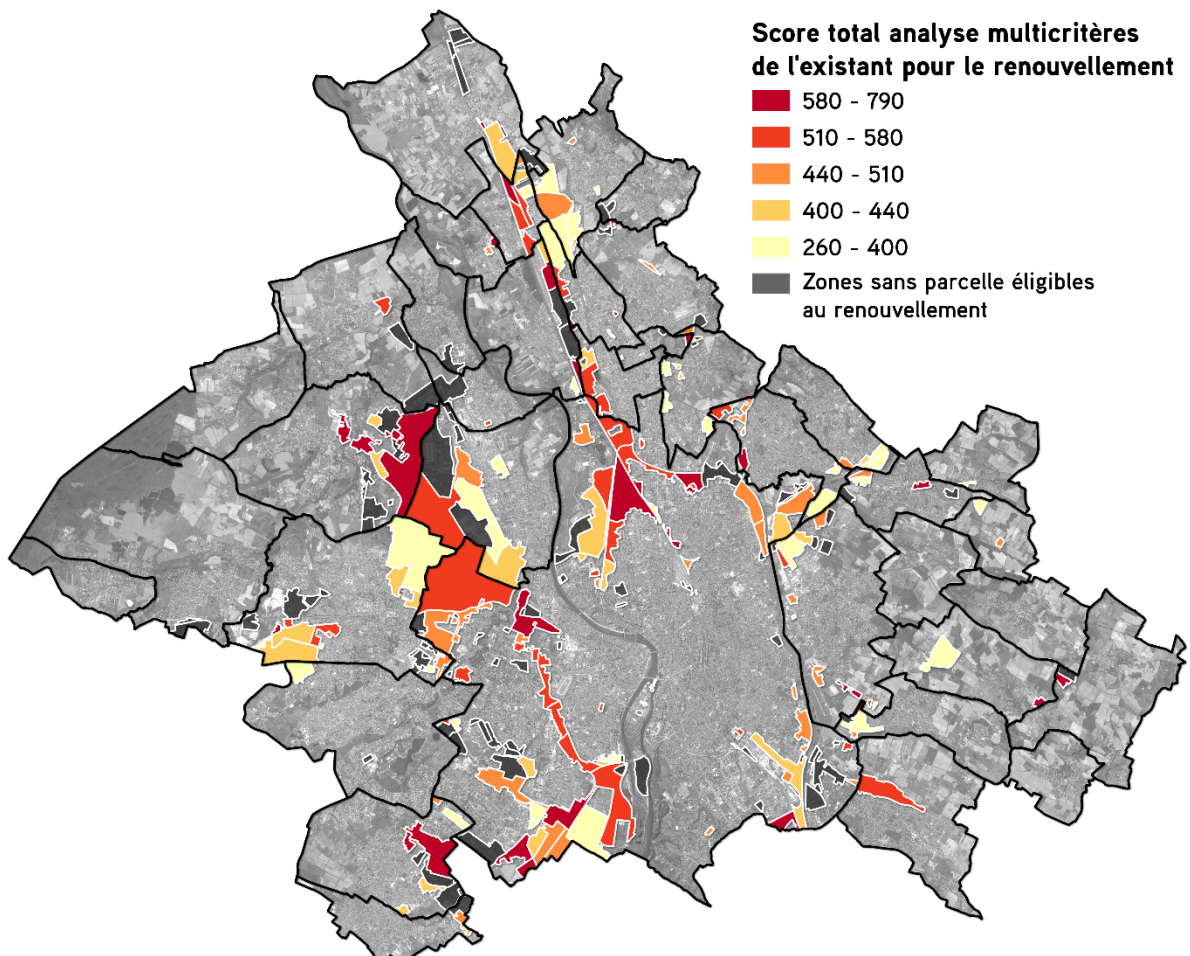 Score total analyse multicritères
de l'existant pour le renouvellement
580 - 790
510 - 580
440 - 510
400 - 440
260 - 400
Zones sans parcelle éligibles
au renouvellement